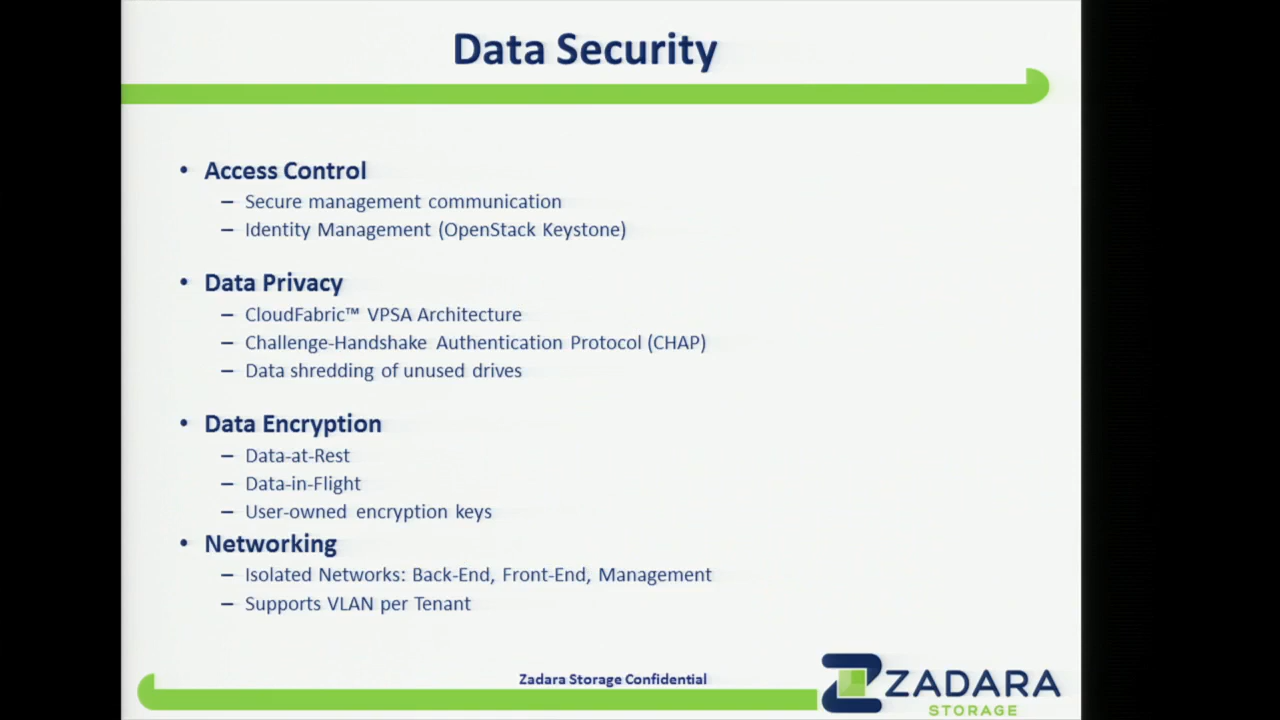 Data Security
• Access Control
– Secure management communication
– Identity Management (OpenStack Keystone)
• Data Privacy
– CloudFabric™ VPSA Architecture
– Challenge-Handshake Authentication Protocol (CHAP)
– Data shredding of unused drives
• Data Encryption
– Data-at-Rest
– Data-in-Flight
– User-owned encryption keys
• Networking
– Isolated Networks: Back-End, Front-End, Management
– Supports VLAN per Tenant
Zadara Storage Confidential
ZADARA
STORAGE